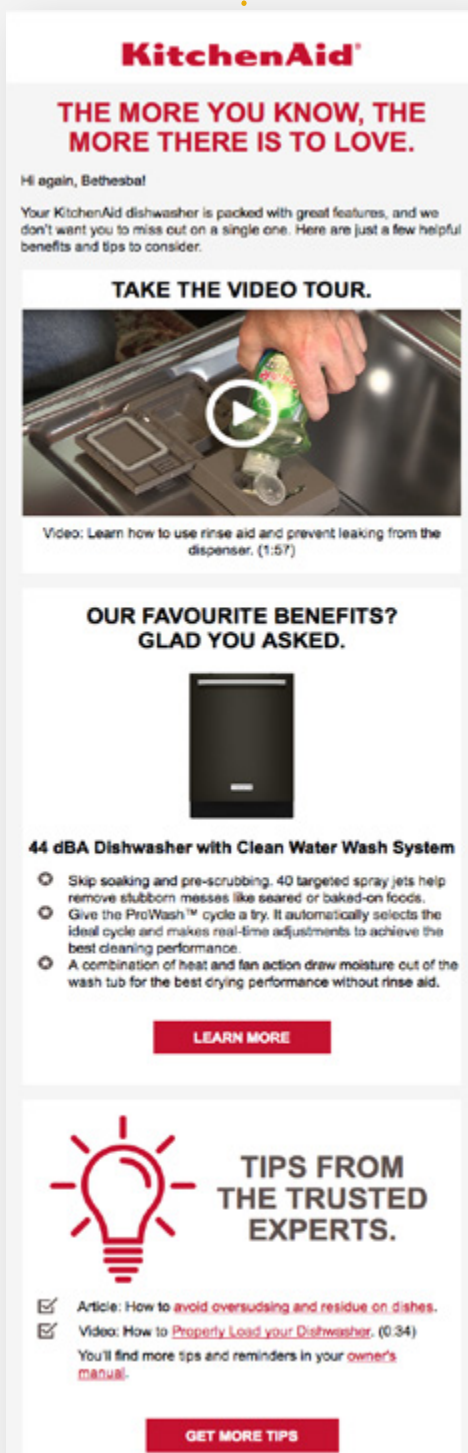 KitchenAid
THE MORE YOU KNOW, THE
MORE THERE IS TO LOVE.
Hi again, Bethesba!
Your KitchenAid dishwasher is packed with great features, and we
don't want you to miss out on a single one. Here are just a few helpful
benefits and tips to consider.
TAKE THE VIDEO TOUR.
Video: Learn how to use rinse aid and prevent leaking from the
dispenser. (1:57)
OUR FAVOURITE BENEFITS?
GLAD YOU ASKED.
44 dBA Dishwasher with Clean Water Wash System
Skip soaking and pre-scrubbing. 40 targeted spray jets help
remove stubborn messes like seared or baked-on foods.
Give the ProWash™ cycle a try. It automatically selects the
ideal cycle and makes real-time adjustments to achieve the
best cleaning performance.
A combination of heat and fan action draw moisture out of the
wash tub for the best drying performance without rinse aid.
LEARN MORE
TIPS FROM
THE TRUSTED
EXPERTS.
Article: How to avoid oversudsing and residue on dishes.
Video: How to Properly Load your Dishwasher. (0:34)
You'll find more tips and reminders in your owner's
manual.
GET MORE TIPS